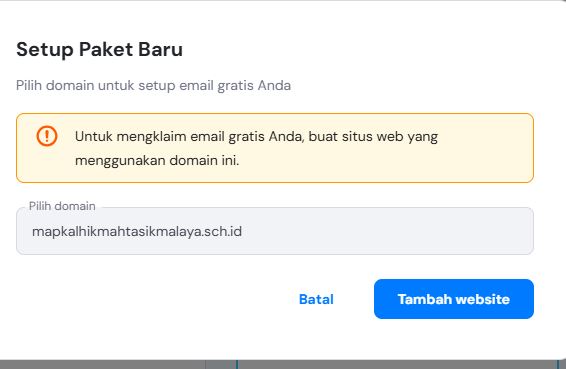 Setup Paket Baru
Pilih domain untuk setup email gratis Anda
Untuk mengklaim email gratis Anda, buat situs web yang
menggunakan domain ini.
Pilih domain
mapkalhikmahtasikmalaya.sch.id
Batal
Tambah website